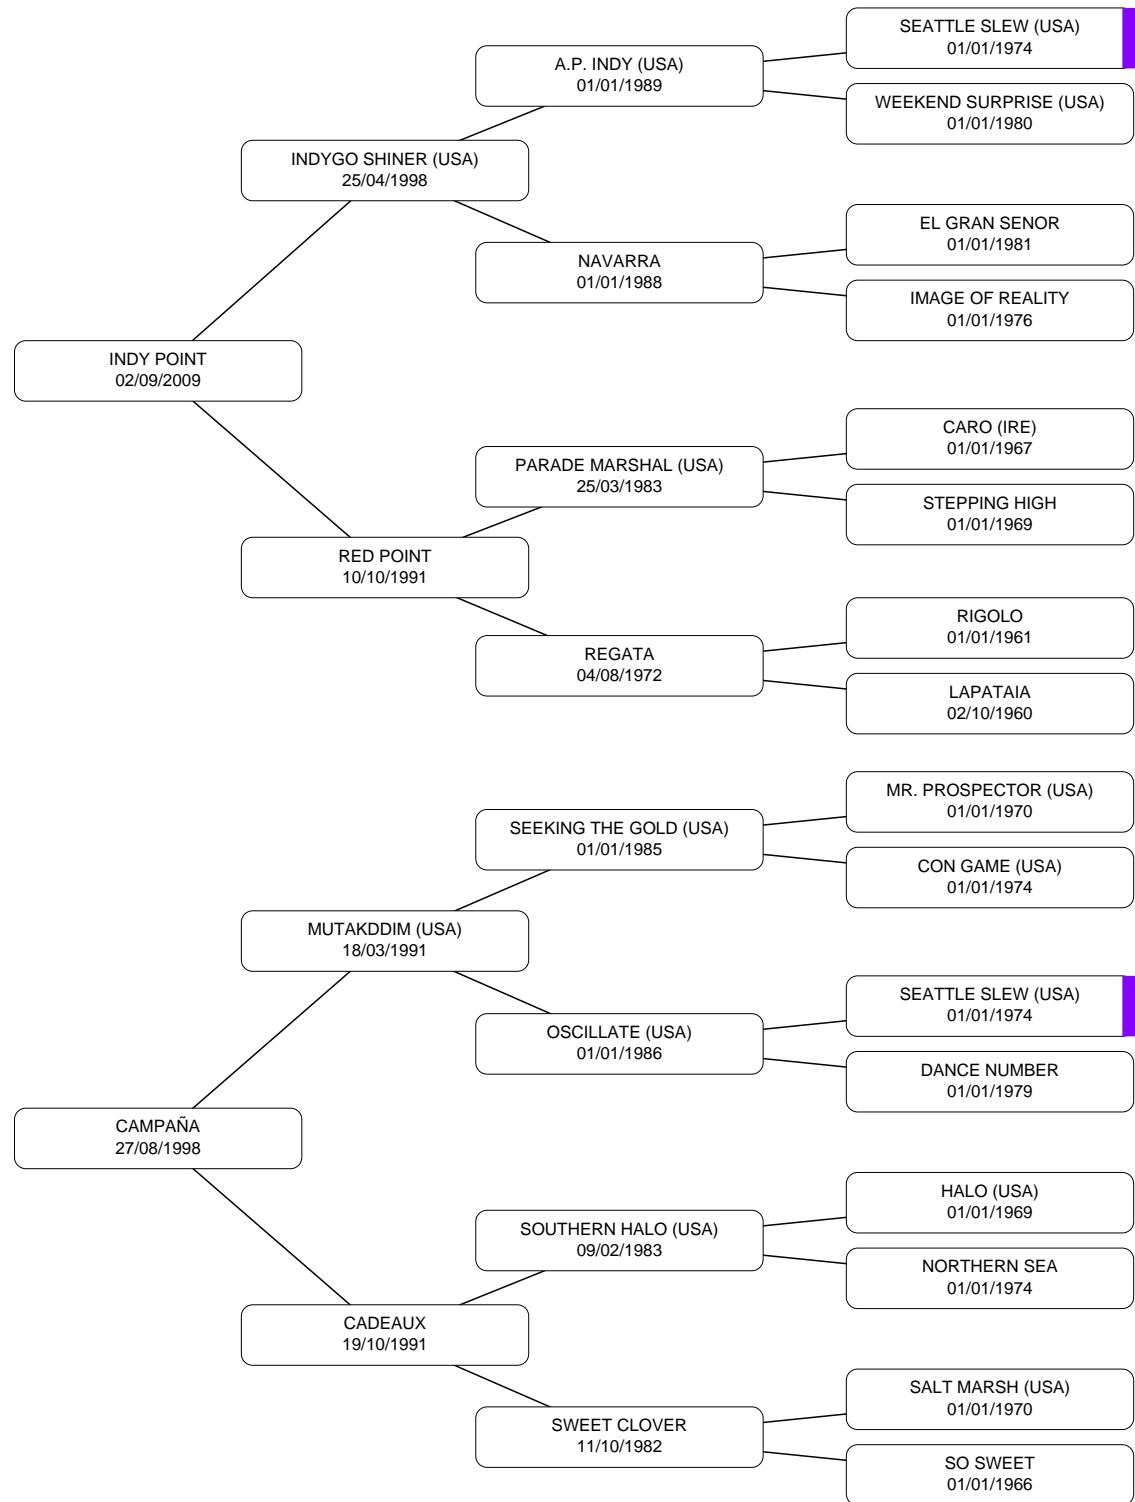 SEATTLE SLEW (USA)
01/01/1974
A.P. INDY (USA)
01/01/1989
WEEKEND SURPRISE (USA)
01/01/1980
INDYGO SHINER (USA)
25/04/1998
EL GRAN SENOR
01/01/1981
NAVARRA
01/01/1988
IMAGE OF REALITY
01/01/1976
INDY POINT
02/09/2009
CARO (IRE)
01/01/1967
PARADE MARSHAL (USA)
25/03/1983
STEPPING HIGH
01/01/1969
RED POINT
10/10/1991
RIGOLO
01/01/1961
REGATA
04/08/1972
LAPATAIA
02/10/1960
MR. PROSPECTOR (USA)
01/01/1970
SEEKING THE GOLD (USA)
01/01/1985
CON GAME (USA)
01/01/1974
MUTAKDDIM (USA)
18/03/1991
SEATTLE SLEW (USA)
01/01/1974
OSCILLATE (USA)
01/01/1986
DANCE NUMBER
01/01/1979
CAMPAÑA
27/08/1998
HALO (USA)
01/01/1969
SOUTHERN HALO (USA)
09/02/1983
NORTHERN SEA
01/01/1974
CADEAUX
19/10/1991
SALT MARSH (USA)
01/01/1970
SWEET CLOVER
11/10/1982
SO SWEET
01/01/1966